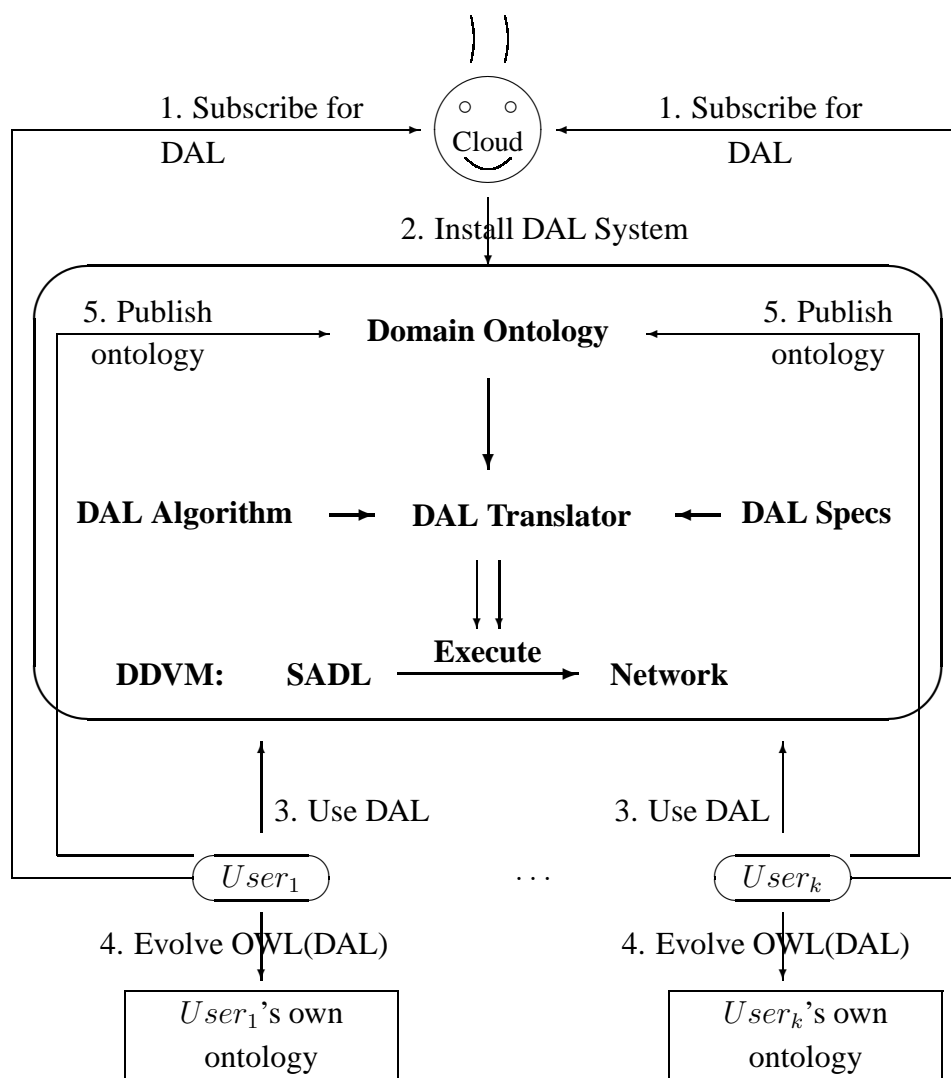 1. Subscribe for
DAL
Cloud
1. Subscribe for
DAL
2. Install DAL System
5. Publish
ontology
Domain Ontology
5. Publish
ontology
DAL Algorithm
DAL Translator
DAL Specs
Execute
DDVM: SADL
Network
3. Use DAL
3. Use DAL
User₁
...
Userₖ
4. Evolve OWL(DAL)
4. Evolve OWL(DAL)
User₁'s own
ontology
Userₖ's own
ontology